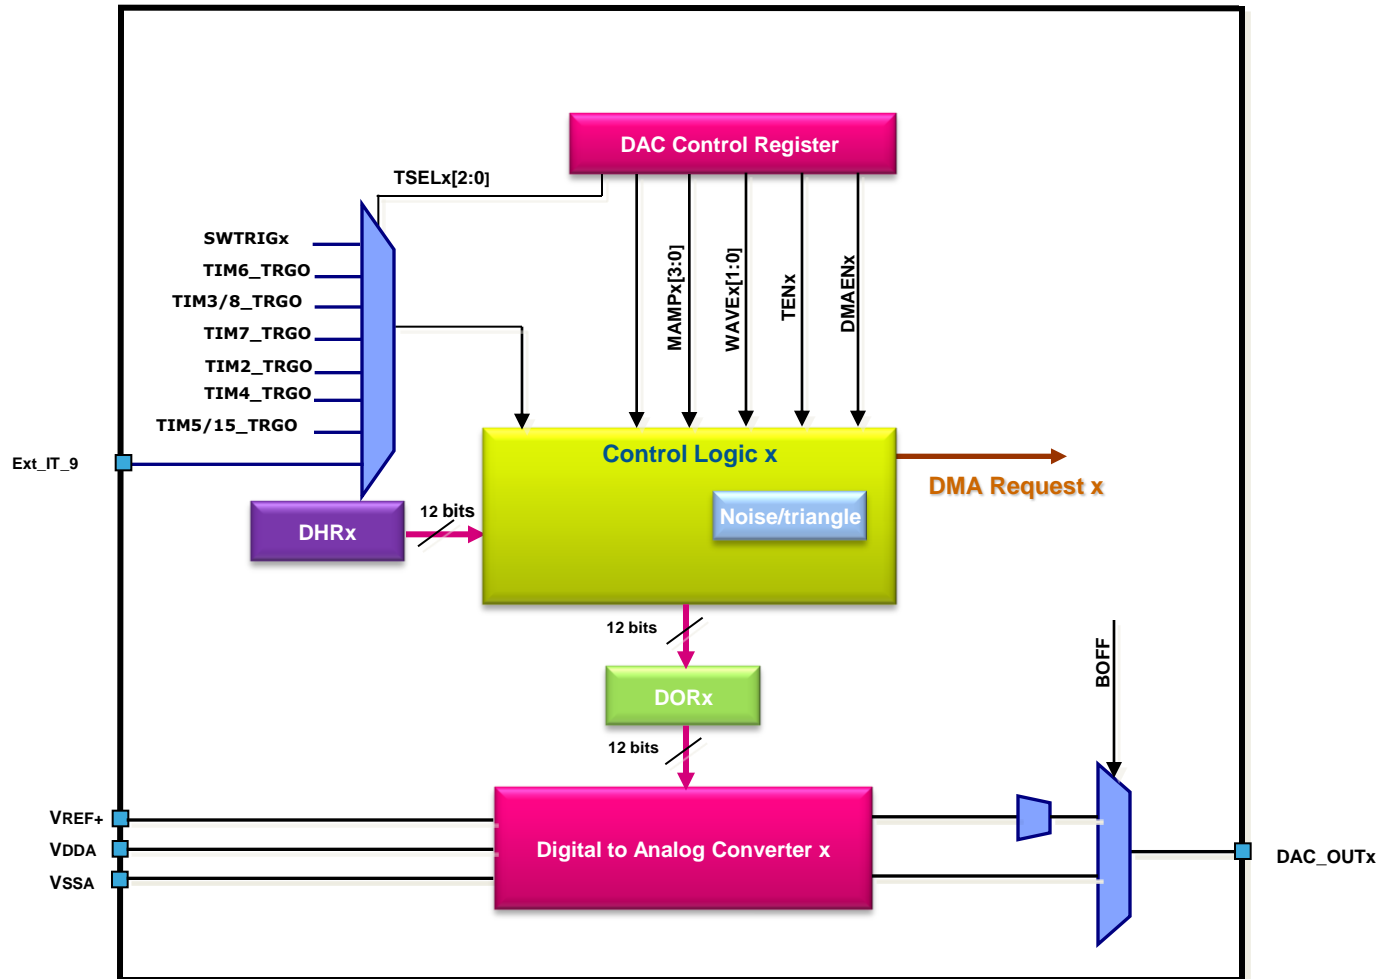 DAC Control Register
TSELx[2:0]
SWTRIGx
TIM6_TRGO
TIM3/8_TRGO
TIM7_TRGO
TIM2_TRGO
TIM4_TRGO
TIM5/15_TRGO
Ext_IT_9
MAMPx[3:0]
WAVEx[1:0]
TENx
DMAENx
Control Logic x
DMA Request x
Noise/triangle
12 bits
DHRx
12 bits
DORx
BOFF
12 bits
VREF+
VDDA
VSSA
Digital to Analog Converter x
DAC_OUTx